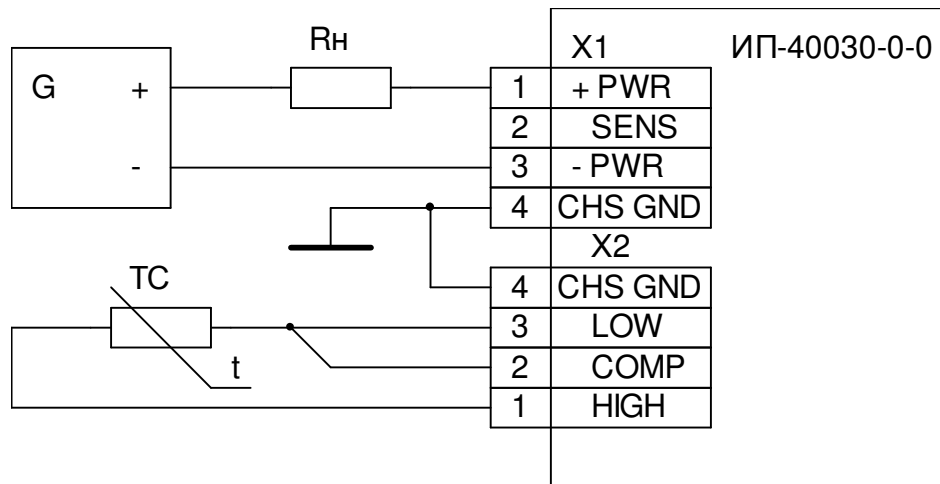 Rн
X1 ИП-40030-0-0
G + 1 + PWR
2 SENS
- 3 - PWR
4 CHS GND
X2
TC 4 CHS GND
3 LOW
t 2 COMP
1 HIGH